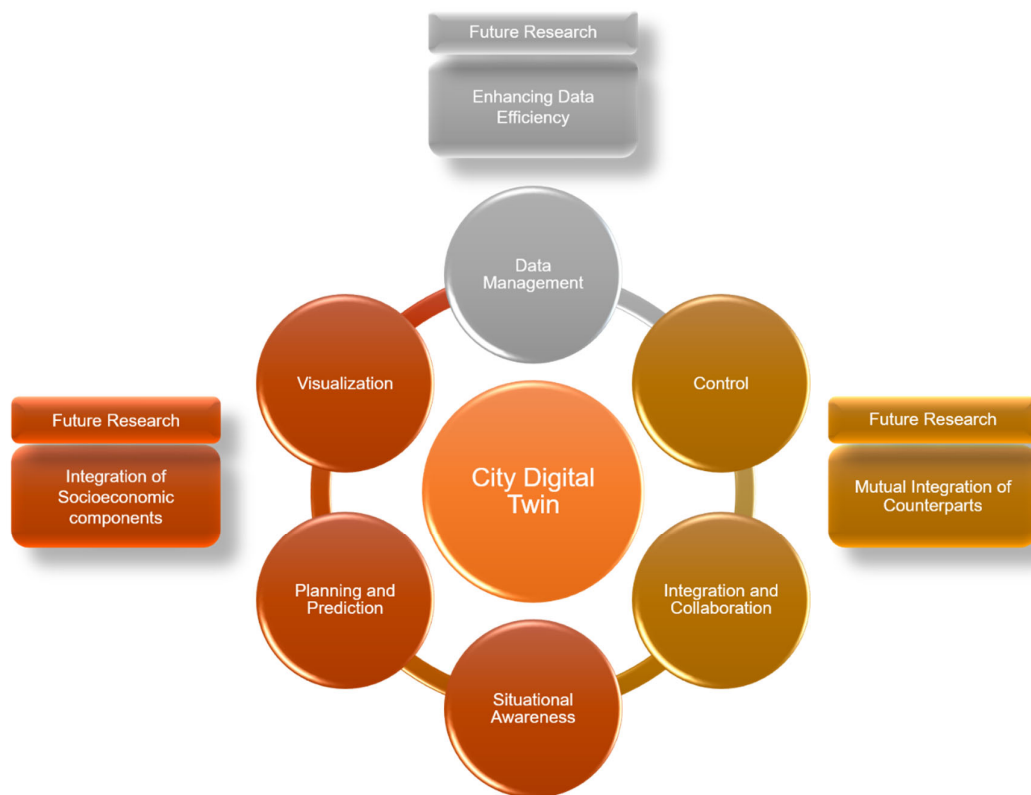 Future Research
Enhancing Data
Efficiency
Data
Management
Visualization
Control
Future Research
Integration of
Socioeconomic
components
City Digital
Twin
Future Research
Mutual Integration of
Counterparts
Planning and
Prediction
Integration and
Collaboration
Situational
Awareness